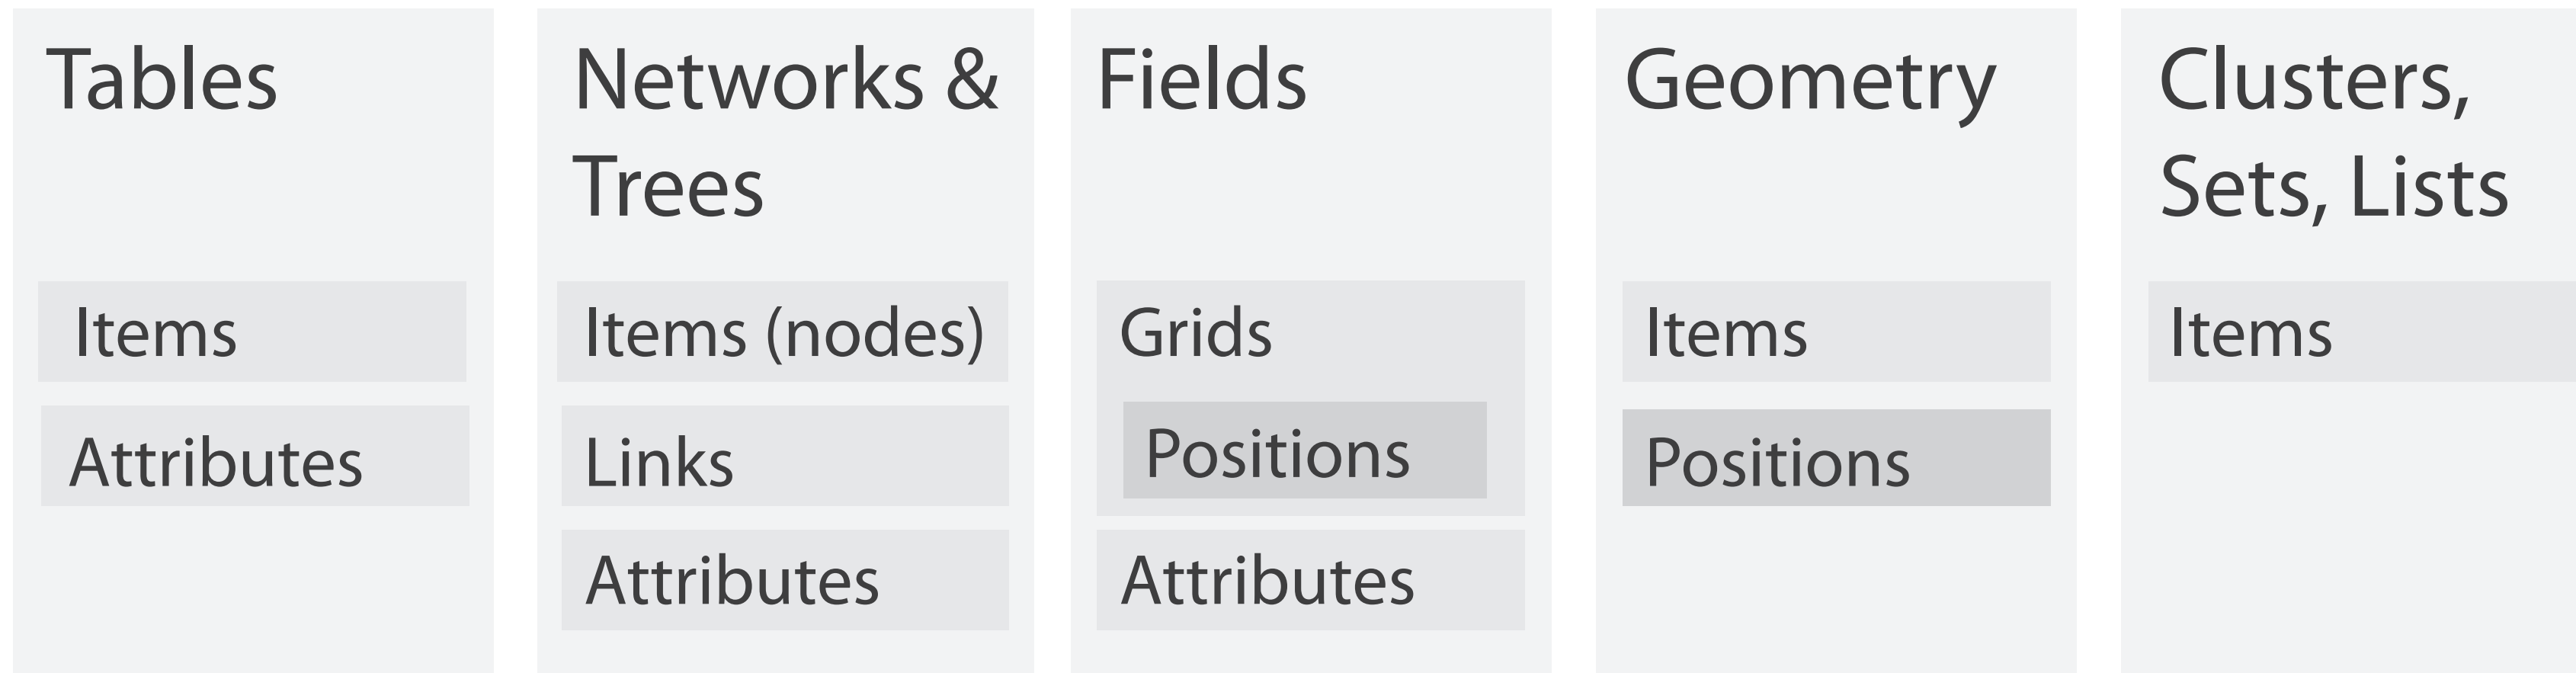 Tables
Items
Attributes
Networks &
Trees
Items (nodes)
Links
Attributes
Fields
Grids
Positions
Attributes
Geometry
Items
Positions
Clusters,
Sets, Lists
Items